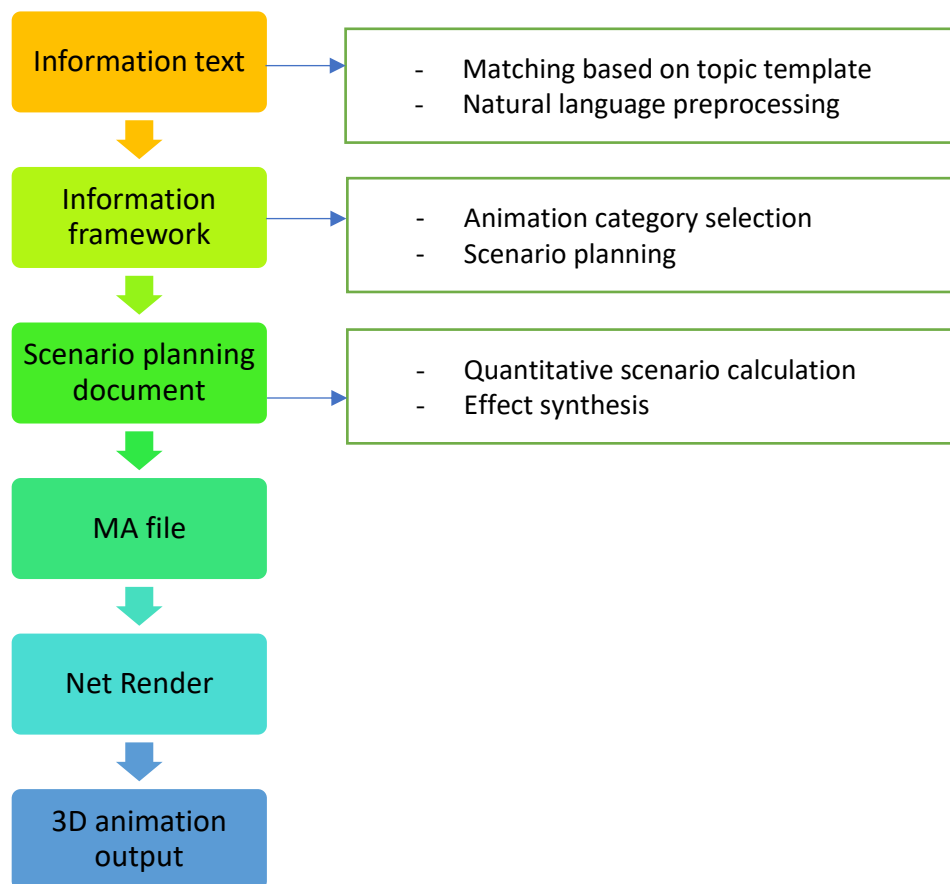 Information text
- Matching based on topic template
- Natural language preprocessing
Information
framework
- Animation category selection
- Scenario planning
Scenario planning
document
- Quantitative scenario calculation
- Effect synthesis
MA file
Net Render
3D animation
output